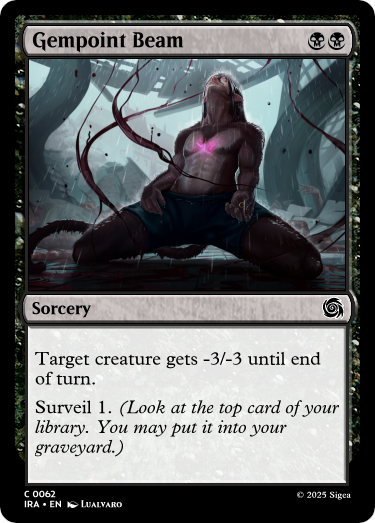 Gempoint Beam
Sorcery
Target creature gets -3/-3 until end
of turn.
Surveil 1. (Look at the top card of your
library. You may put it into your
graveyard.)
C 0062
IRA • EN Lualvaro
© 2025 Sigea